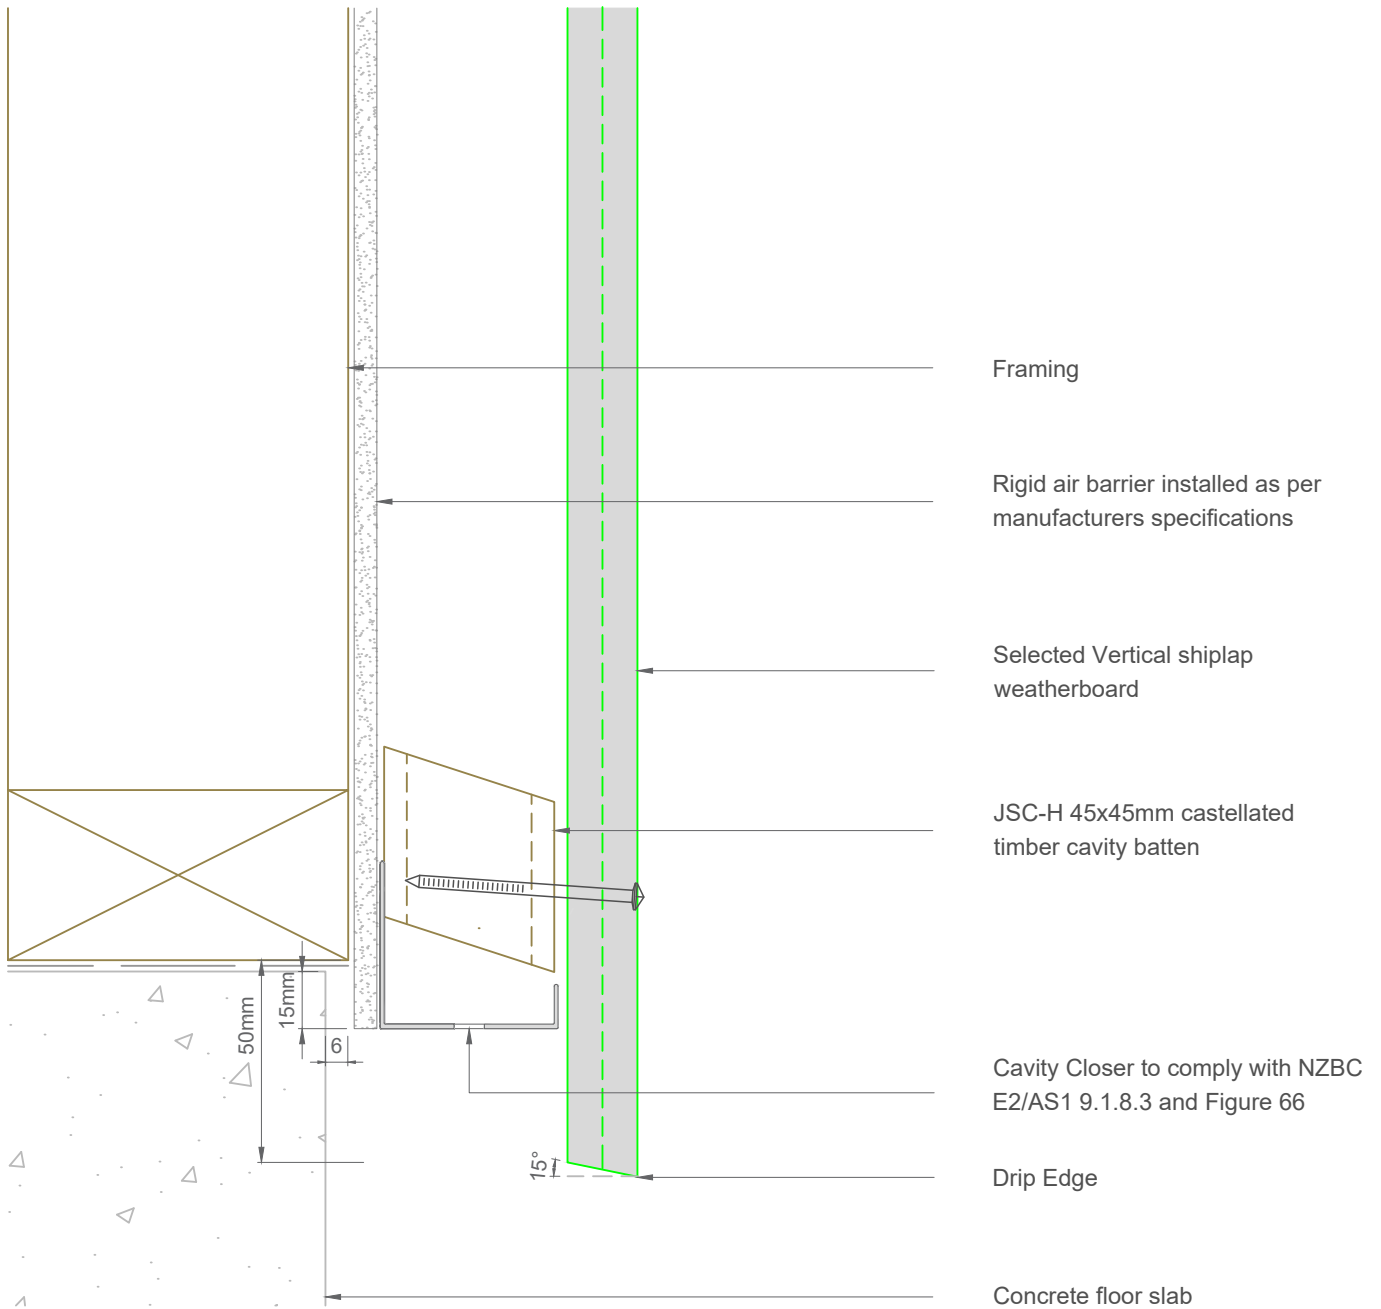 Framing
Rigid air barrier installed as per
manufacturers specifications
Selected Vertical shiplap
weatherboard
JSC-H 45x45mm castellated
timber cavity batten
50mm
15mm
6
Cavity Closer to comply with NZBC
E2/AS1 9.1.8.3 and Figure 66
15°
Drip Edge
Concrete floor slab